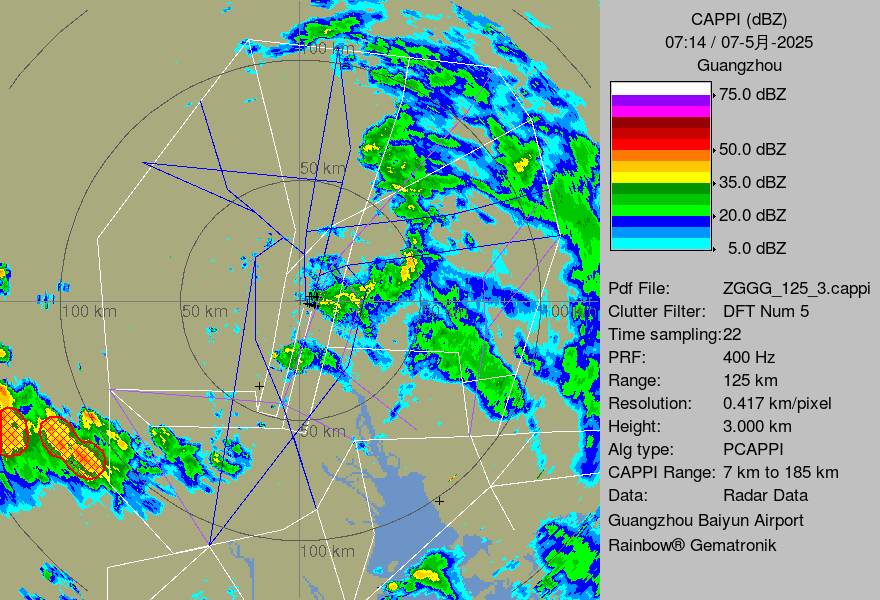 CAPPI (dBZ)
07:14 / 07-5月-2025
Guangzhou
75.0 dBZ
50.0 dBZ
35.0 dBZ
20.0 dBZ
5.0 dBZ
Pdf File: ZGGG_125_3.cappi
Clutter Filter: DFT Num 5
Time sampling:22
PRF: 400 Hz
Range: 125 km
Resolution: 0.417 km/pixel
Height: 3.000 km
Alg type: PCAPPI
CAPPI Range: 7 km to 185 km
Data: Radar Data
Guangzhou Baiyun Airport
Rainbow® Gematronik
100 km
50 km
100 km
50 km
50 km
100 km
50 km
100 km